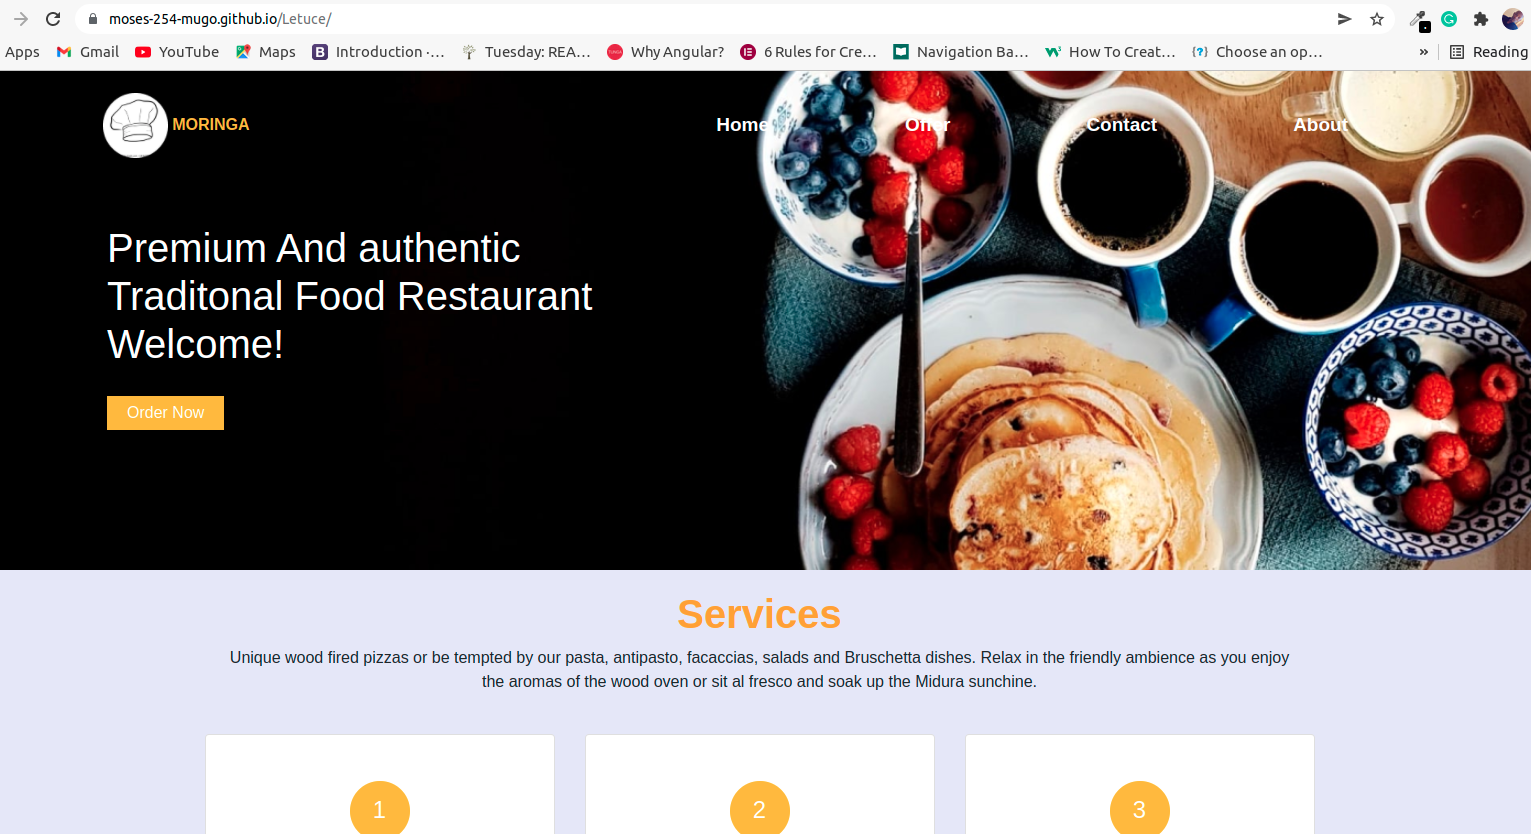 moses-254-mugo.github.io/Letuce/
Apps Gmail YouTube Maps Introduction ·... Tuesday: REA... Why Angular? 6 Rules for Cre... Navigation Ba... How To Creat... Choose an op... » Reading
MORINGA Home Offer Contact About
Premium And authentic
Traditonal Food Restaurant
Welcome!
Order Now
Services
Unique wood fired pizzas or be tempted by our pasta, antipasto, facaccias, salads and Bruschetta dishes. Relax in the friendly ambience as you enjoy
the aromas of the wood oven or sit al fresco and soak up the Midura sunchine.
1 2 3